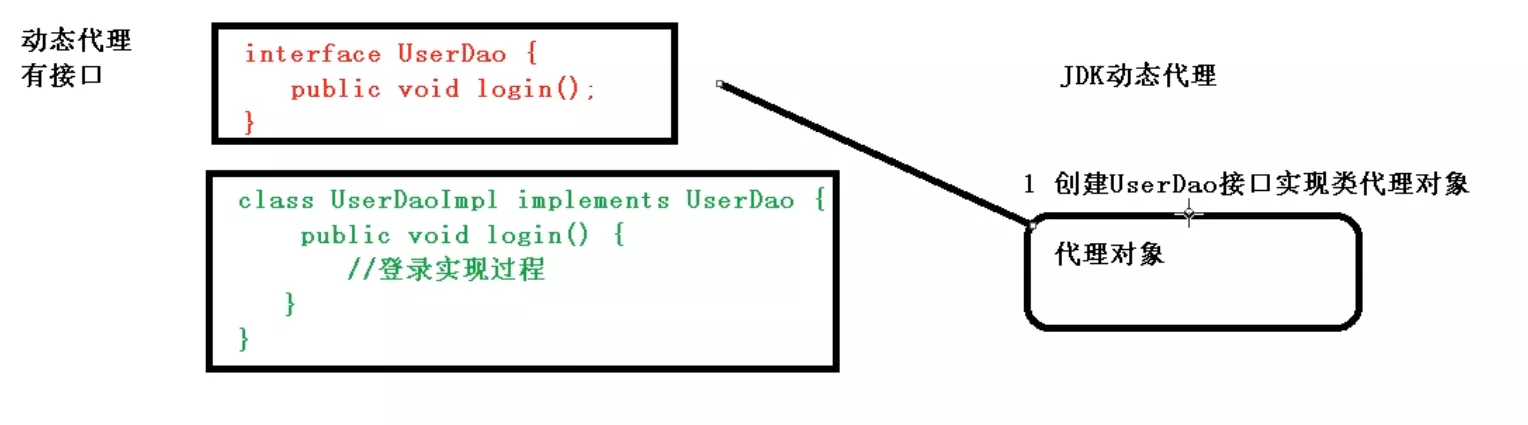 动态代理
有接口
interface UserDao {
public void login();
}
class UserDaoImpl implements UserDao {
public void login() {
//登录实现过程
}
}
JDK动态代理
1 创建UserDao接口实现类代理对象
代理对象